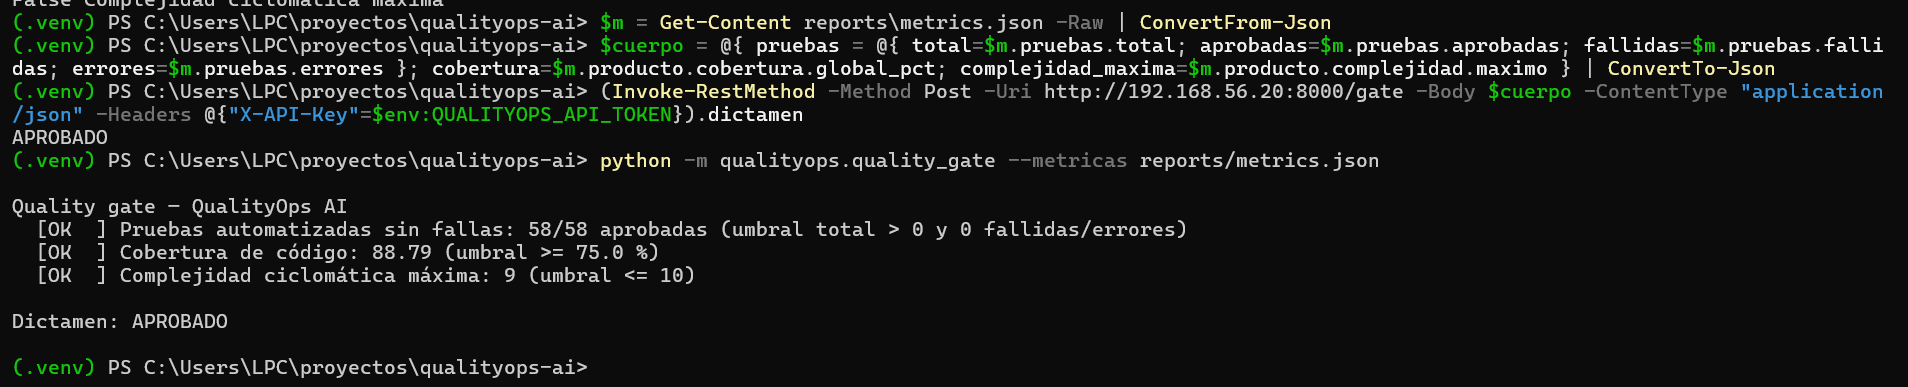 False Complejidad ciclomática máxima
(.venv) PS C:\Users\LPC\proyectos\qualityops-ai> $m = Get-Content reports\metrics.json -Raw | ConvertFrom-Json
(.venv) PS C:\Users\LPC\proyectos\qualityops-ai> $cuerpo = @{ pruebas = @{ total=$m.pruebas.total; aprobadas=$m.pruebas.aprobadas; fallidas=$m.pruebas.falli
das; errores=$m.pruebas.errores }; cobertura=$m.producto.cobertura.global_pct; complejidad_maxima=$m.producto.complejidad.maximo } | ConvertTo-Json
(.venv) PS C:\Users\LPC\proyectos\qualityops-ai> (Invoke-RestMethod -Method Post -Uri http://192.168.56.20:8000/gate -Body $cuerpo -ContentType "application
/json" -Headers @{"X-API-Key"=$env:QUALITYOPS_API_TOKEN}).dictamen
APROBADO
(.venv) PS C:\Users\LPC\proyectos\qualityops-ai> python -m qualityops.quality_gate --metricas reports/metrics.json
Quality gate — QualityOps AI
[OK  ] Pruebas automatizadas sin fallas: 58/58 aprobadas (umbral total > 0 y 0 fallidas/errores)
[OK  ] Cobertura de código: 88.79 (umbral >= 75.0 %)
[OK  ] Complejidad ciclomática máxima: 9 (umbral <= 10)
Dictamen: APROBADO
(.venv) PS C:\Users\LPC\proyectos\qualityops-ai>